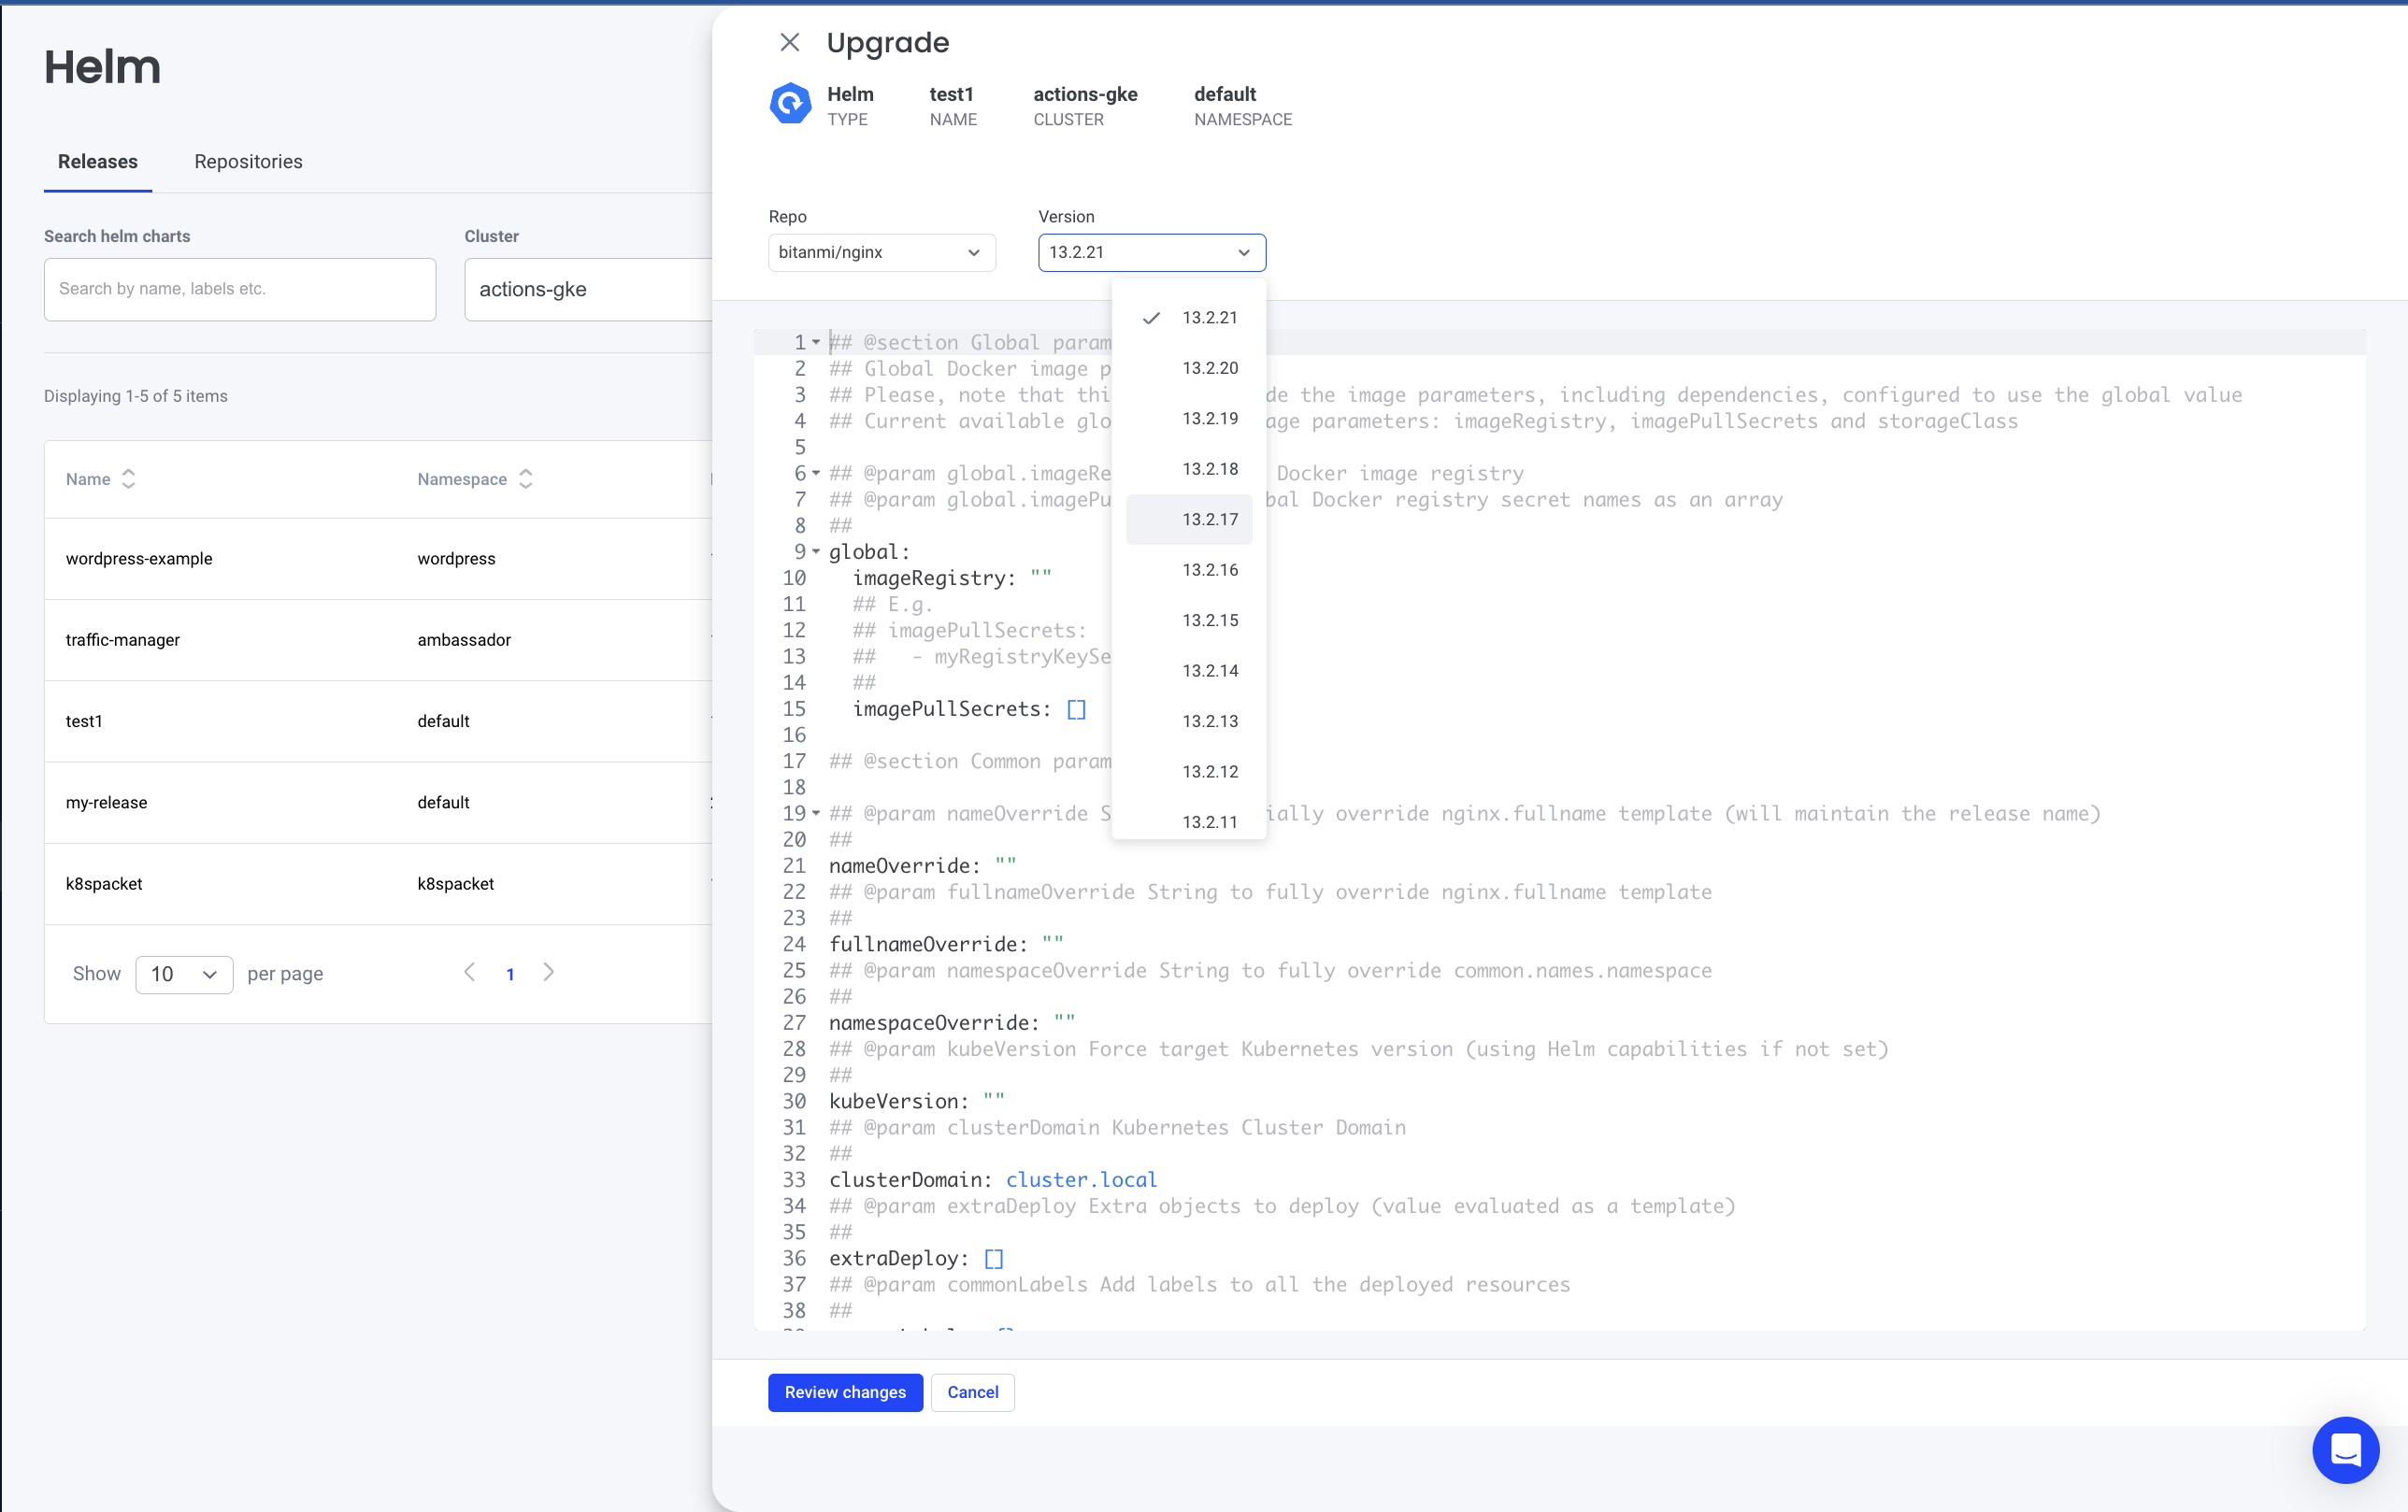 Helm
Releases
Repositories
Search helm charts
Cluster
Search by name, labels etc.
actions-gke
Displaying 1-5 of 5 items
Name
Namespace
wordpress-example
wordpress
traffic-manager
ambassador
test1
default
my-release
default
k8spacket
k8spacket
Show
10
per page
1
Upgrade
Helm
TYPE
test1
NAME
actions-gke
CLUSTER
default
NAMESPACE
Repo
Version
bitanmi/nginx
13.2.21
13.2.21
13.2.20
13.2.19
13.2.18
13.2.17
13.2.16
13.2.15
13.2.14
13.2.13
13.2.12
13.2.11
1 ## @section Global param
2 ## Global Docker image p
3 ## Please, note that thi de the image parameters, including dependencies, configured to use the global value
4 ## Current available glo age parameters: imageRegistry, imagePullSecrets and storageClass
5
6 ## @param global.imageRe Docker image registry
7 ## @param global.imagePu bal Docker registry secret names as an array
8 ##
9 global:
10 imageRegistry: ""
11 ## E.g.
12 ## imagePullSecrets:
13 ##   - myRegistryKeySe
14 ##
15 imagePullSecrets: []
16
17 ## @section Common param
18
19 ## @param nameOverride S ially override nginx.fullname template (will maintain the release name)
20 ##
21 nameOverride: ""
22 ## @param fullnameOverride String to fully override nginx.fullname template
23 ##
24 fullnameOverride: ""
25 ## @param namespaceOverride String to fully override common.names.namespace
26 ##
27 namespaceOverride: ""
28 ## @param kubeVersion Force target Kubernetes version (using Helm capabilities if not set)
29 ##
30 kubeVersion: ""
31 ## @param clusterDomain Kubernetes Cluster Domain
32 ##
33 clusterDomain: cluster.local
34 ## @param extraDeploy Extra objects to deploy (value evaluated as a template)
35 ##
36 extraDeploy: []
37 ## @param commonLabels Add labels to all the deployed resources
38 ##
Review changes
Cancel